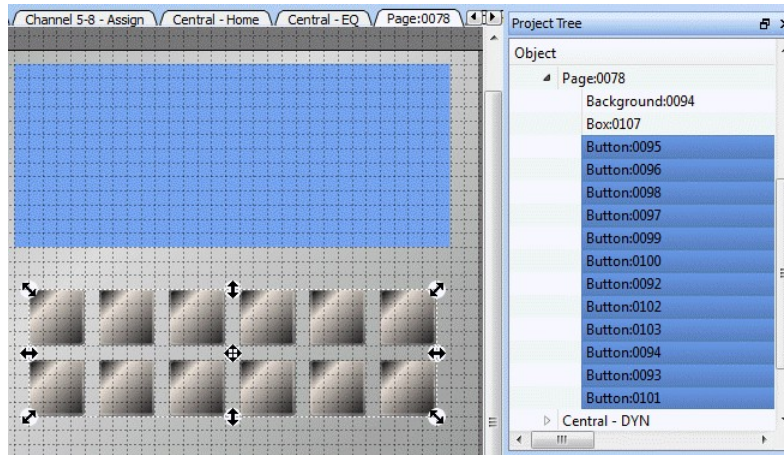 Channel 5-8 - Assign Central - Home Central - EQ Page:0078
Project Tree
Object
Page:0078
Background:0094
Box:0107
Button:0095
Button:0096
Button:0098
Button:0097
Button:0099
Button:0100
Button:0092
Button:0102
Button:0103
Button:0094
Button:0093
Button:0101
Central - DYN